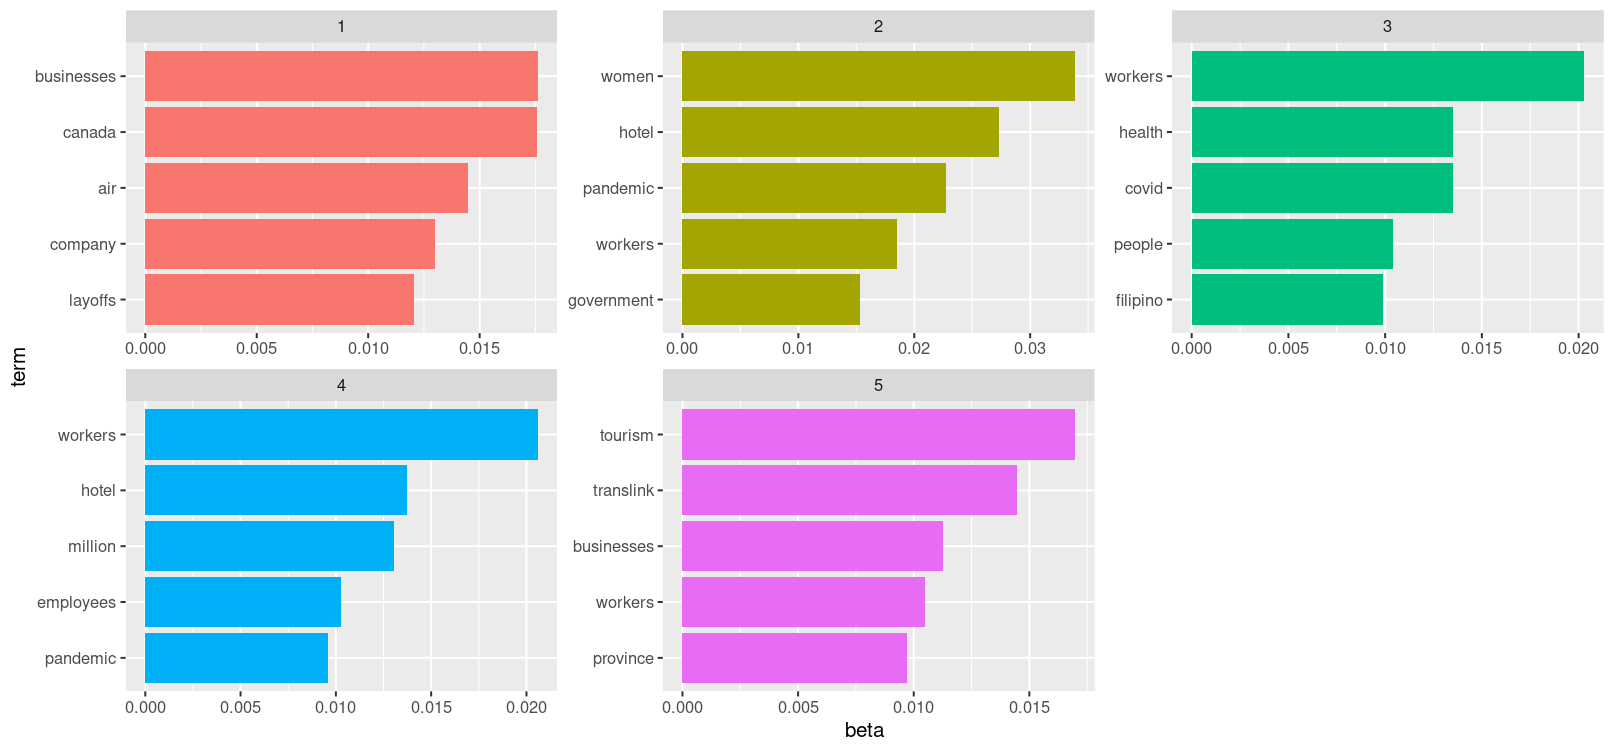 1
businesses
canada
air
company
layoffs
0.000 0.005 0.010 0.015
2
women
hotel
pandemic
workers
government
0.00 0.01 0.02 0.03
3
workers
health
covid
people
filipino
0.000 0.005 0.010 0.015 0.020
term
4
workers
hotel
million
employees
pandemic
0.000 0.005 0.010 0.015 0.020
5
tourism
translink
businesses
workers
province
0.000 0.005 0.010 0.015
beta